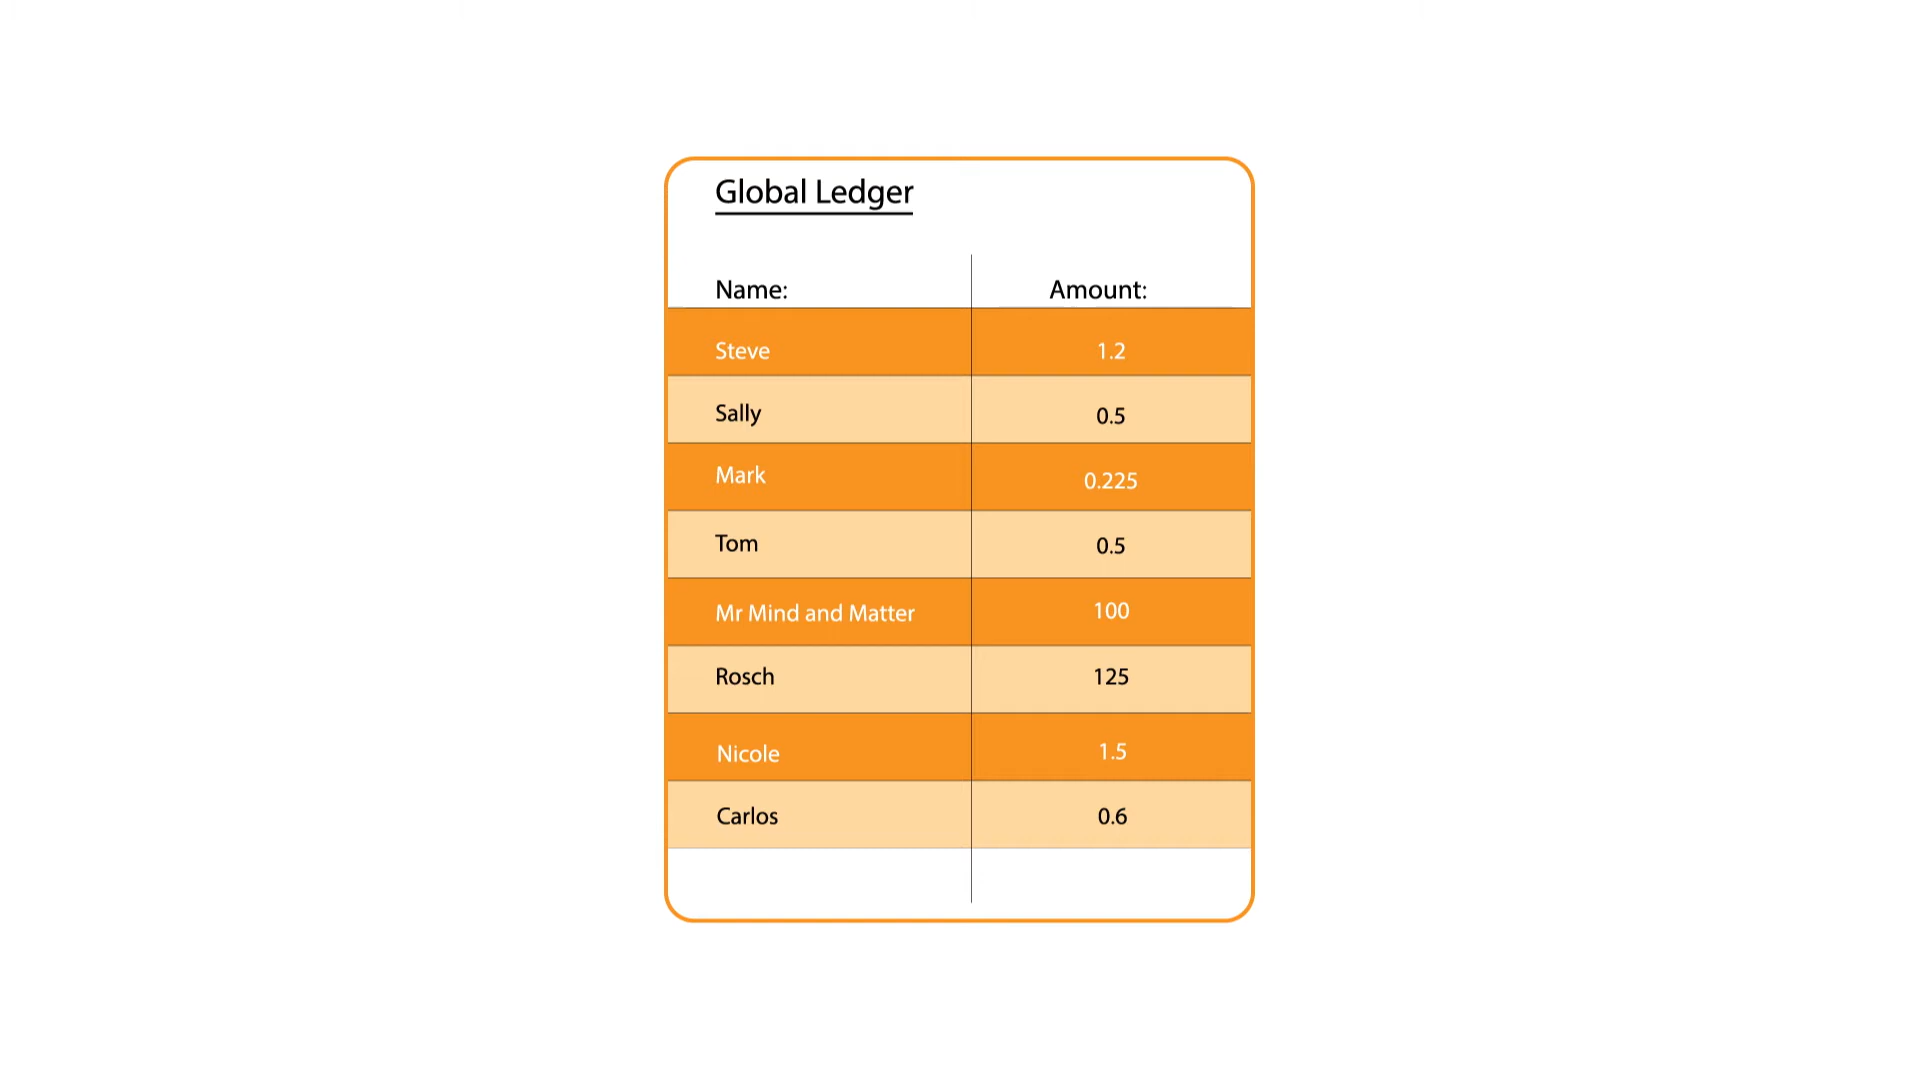 Global Ledger
Name: Amount:
Steve 1.2
Sally 0.5
Mark 0.225
Tom 0.5
Mr Mind and Matter 100
Rosch 125
Nicole 1.5
Carlos 0.6